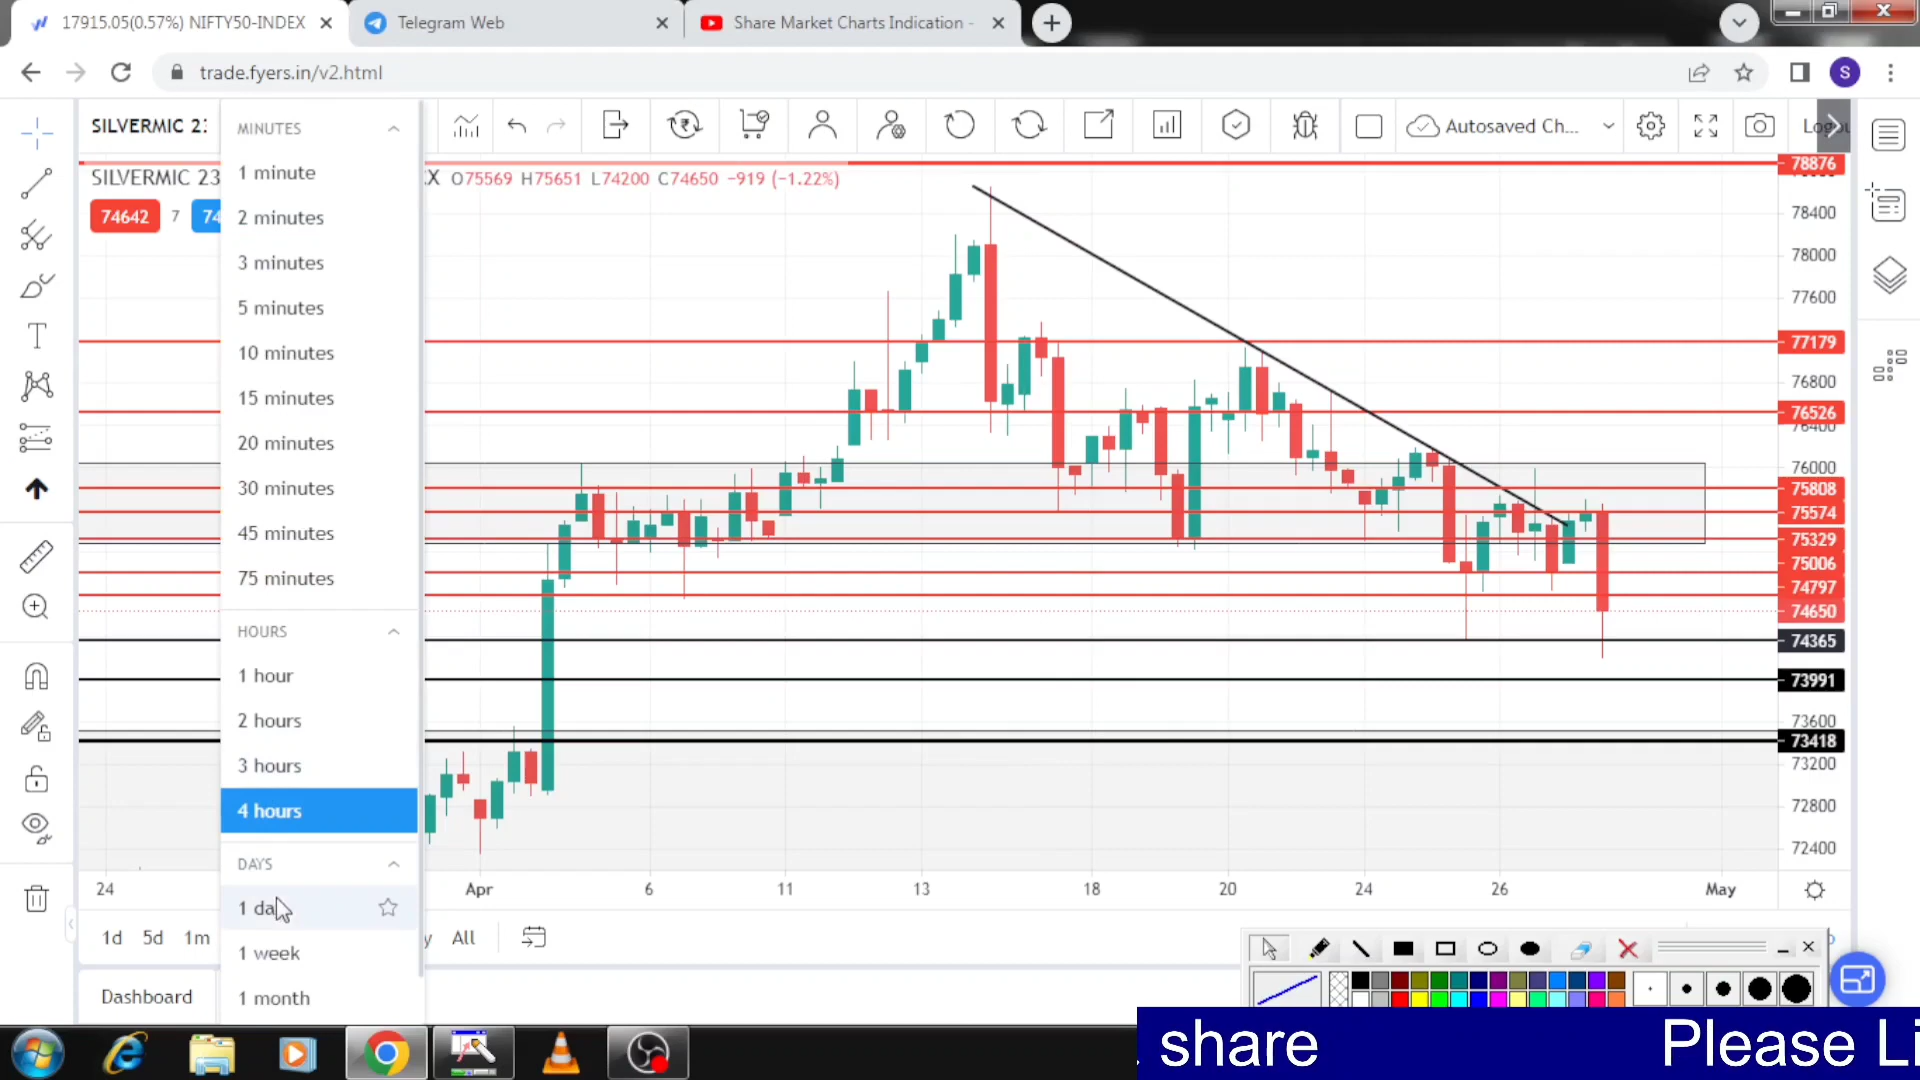 17915.05(0.57%) NIFTY50-INDEX
Telegram Web
Share Market Charts Indication -
trade.fyers.in/v2.html
S
SILVERMIC 23
MINUTES
Autosaved Ch...
SILVERMIC 23
X O75569 H75651 L74200 C74650 −919 (−1.22%)
74642
7
74
1 minute
2 minutes
3 minutes
5 minutes
10 minutes
15 minutes
20 minutes
30 minutes
45 minutes
75 minutes
HOURS
1 hour
2 hours
3 hours
4 hours
DAYS
1 da
1 week
1 month
78876
78400
78000
77600
77179
76800
76526
76400
76000
75808
75574
75329
75006
74797
74650
74365
73991
73600
73418
73200
72800
72400
24
Apr
6
11
13
18
20
24
26
May
1d
5d
1m
y
All
Dashboard
share
Please Li